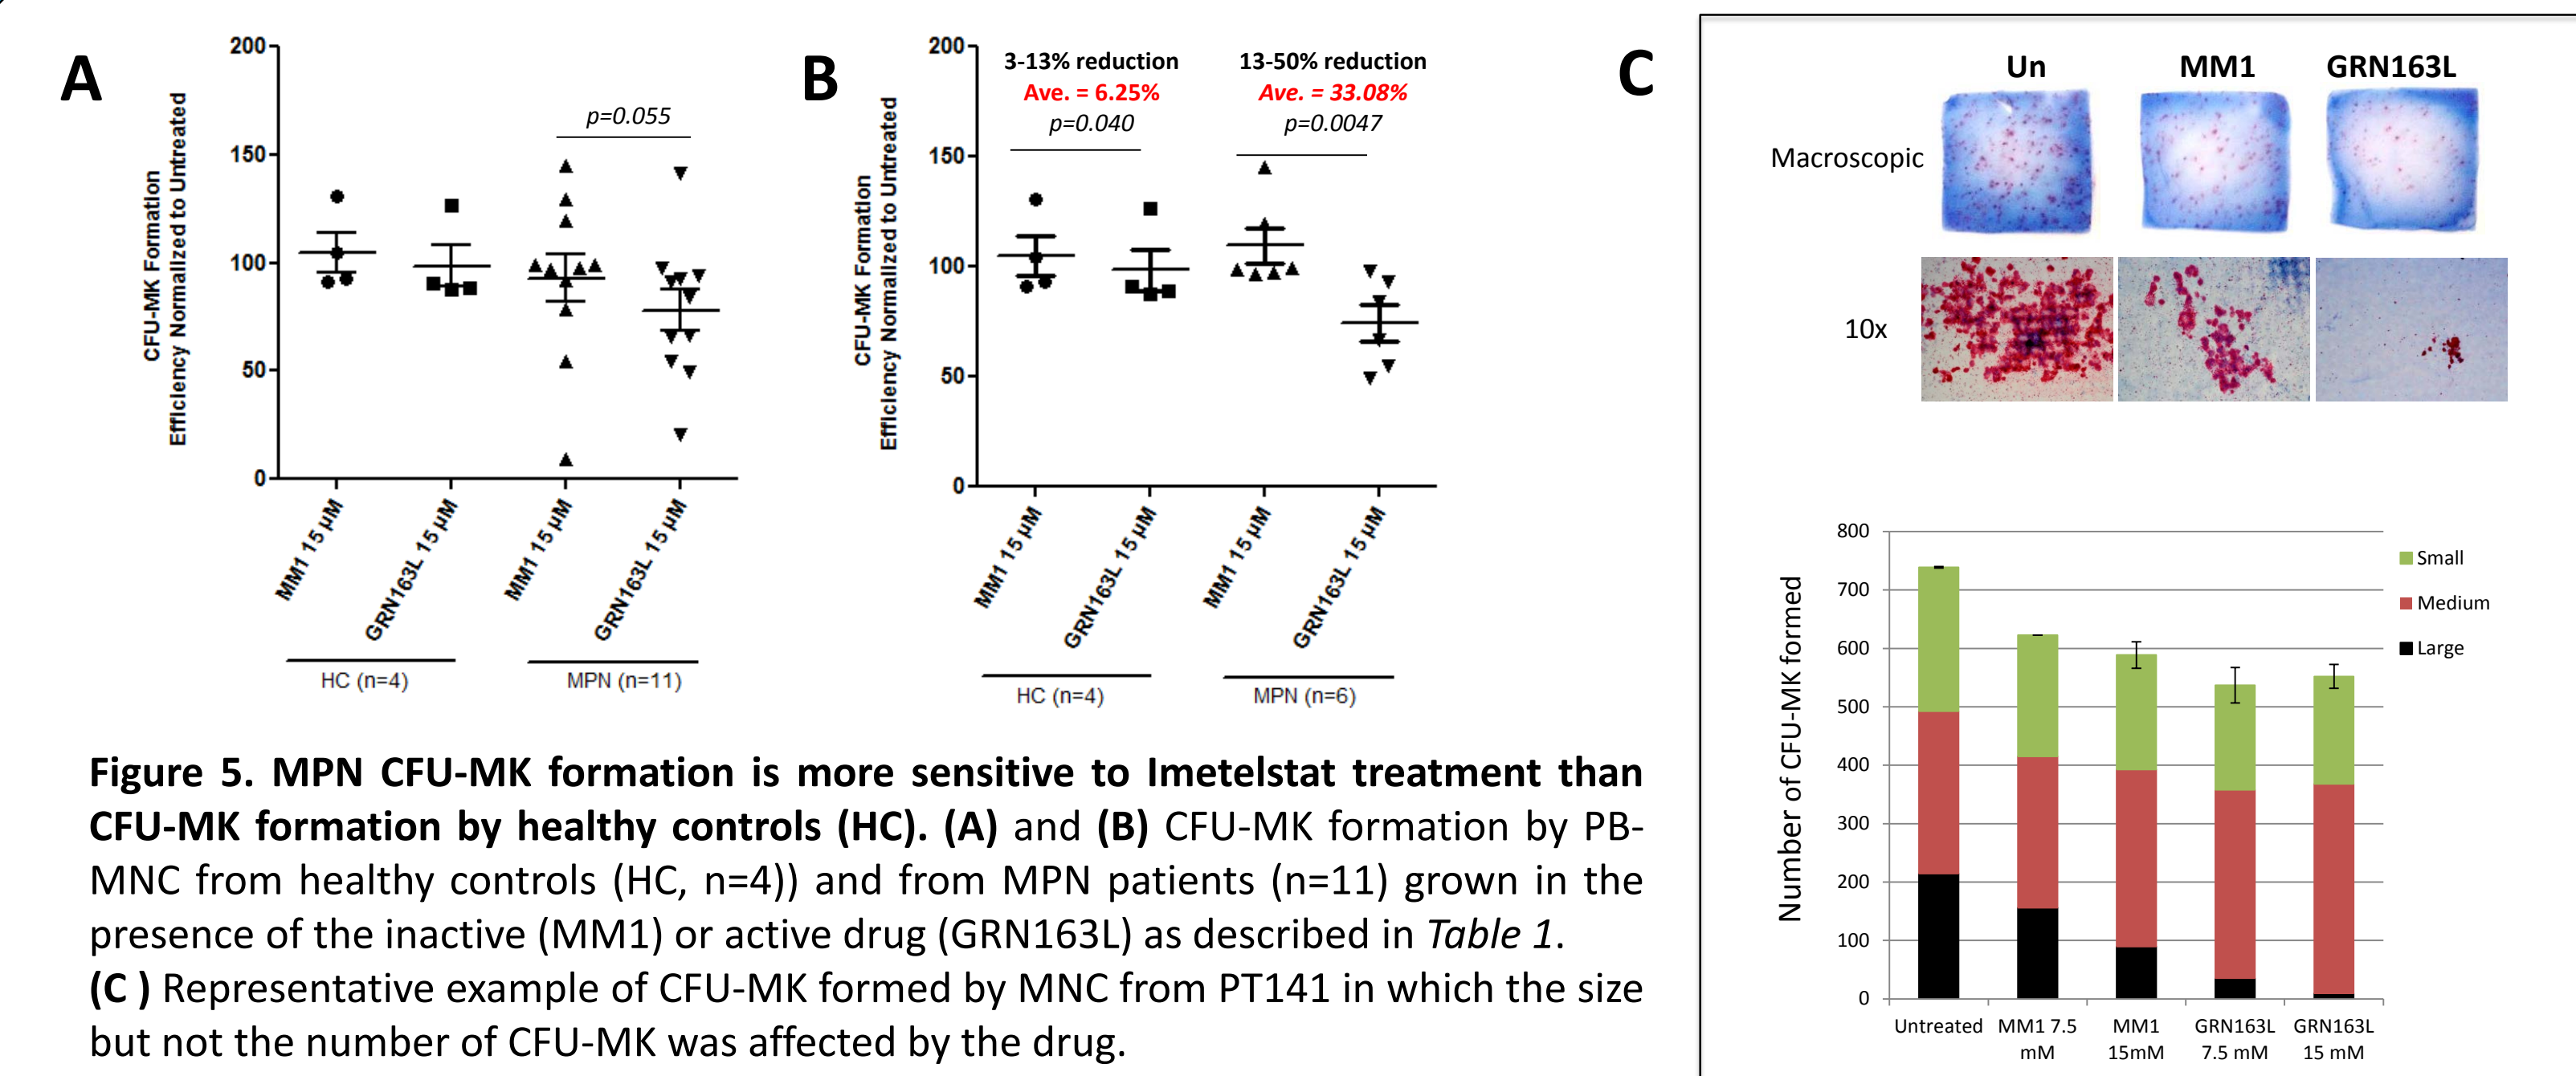 A
200
150
100
50
0
CFU-MK Formation
Efficiency Normalized to Untreated
p=0.055
MM1 15 µM
GRN163L 15 µM
MM1 15 µM
GRN163L 15 µM
HC (n=4)
MPN (n=11)
B
200
150
100
50
0
CFU-MK Formation
Efficiency Normalized to Untreated
3-13% reduction
Ave. = 6.25%
p=0.040
13-50% reduction
Ave. = 33.08%
p=0.0047
MM1 15 µM
GRN163L 15 µM
MM1 15 µM
GRN163L 15 µM
HC (n=4)
MPN (n=6)
Figure 5. MPN CFU-MK formation is more sensitive to Imetelstat treatment than
CFU-MK formation by healthy controls (HC). (A) and (B) CFU-MK formation by PB-
MNC from healthy controls (HC, n=4)) and from MPN patients (n=11) grown in the
presence of the inactive (MM1) or active drug (GRN163L) as described in Table 1.
(C ) Representative example of CFU-MK formed by MNC from PT141 in which the size
but not the number of CFU-MK was affected by the drug.
C
Un MM1 GRN163L
Macroscopic
10x
Number of CFU-MK formed
800
700
600
500
400
300
200
100
0
Small
Medium
Large
Untreated
MM1 7.5
mM
MM1
15mM
GRN163L
7.5 mM
GRN163L
15 mM